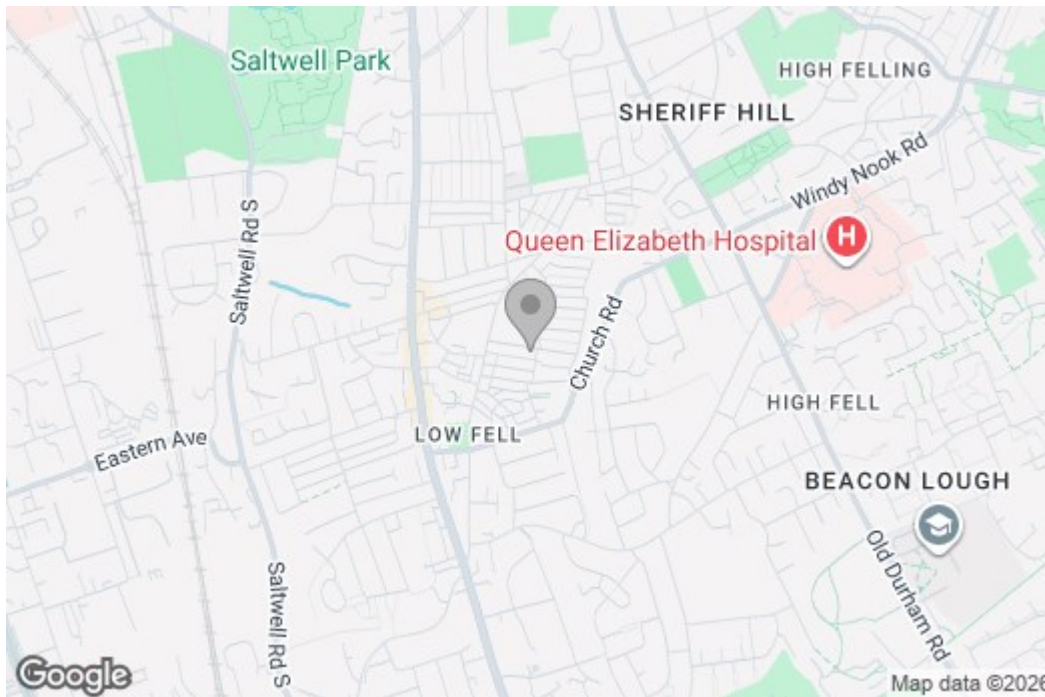 Saltwell Park
HIGH FELLING
SHERIFF HILL
Windy Nook Rd
Saltwell Rd S
Queen Elizabeth Hospital
H
Church Rd
HIGH FELL
LOW FELL
Eastern Ave
BEACON LOUGH
Old Durham Rd
Saltwell Rd S
Google
Map data ©2026